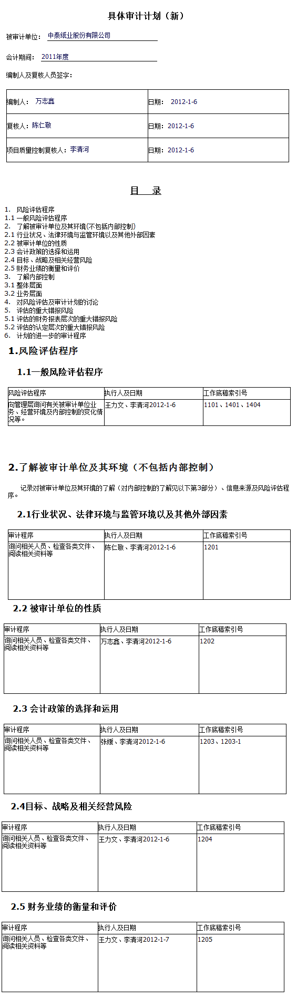 具体审计计划（新）
被审计单位： 中泰纸业股份有限公司
会计期间： 2011年度
编制人及复核人员签字：
编制人： 万志鑫 日期： 2012-1-6
复核人：陈仁敬 日期：2012-1-6
项目质量控制复核人：李清河 日期：2012-1-6
目 录
1. 风险评估程序
1.1 一般风险评估程序
2. 了解被审计单位及其环境(不包括内部控制)
2.1 行业状况、法律环境与监管环境以及其他外部因素
2.2 被审计单位的性质
2.3 会计政策的选择和运用
2.4 目标、战略及相关经营风险
2.5 财务业绩的衡量和评价
3. 了解内部控制
3.1 整体层面
3.2 业务层面
4. 对风险评估及审计计划的讨论
5. 评估的重大错报风险
5.1 评估的财务报表层次的重大错报风险
5.2 评估的认定层次的重大错报风险
6. 计划的进一步的审计程序
1.风险评估程序
1.1一般风险评估程序
风险评估程序 执行人及日期 工作底稿索引号
向管理层询问有关被审计单位业 王力文、李清河2012-1-6 1101、1401、1404
务、经营环境及内部控制的变化情
况等。
2.了解被审计单位及其环境（不包括内部控制）
记录对被审计单位及其环境的了解（对内部控制的了解见以下第3部分）、信息来源及风险评估程
序。
2.1行业状况、法律环境与监管环境以及其他外部因素
审计程序 执行人及日期 工作底稿索引号
询问相关人员、检查各类文件、 陈仁敬、李清河2012-1-6 1201
阅读相关资料等
2.2 被审计单位的性质
审计程序 执行人及日期 工作底稿索引号
询问相关人员、检查各类文件、 万志鑫、李清河2012-1-6 1202
阅读相关资料等
2.3 会计政策的选择和运用
审计程序 执行人及日期 工作底稿索引号
询问相关人员、检查各类文件、 张媛、李清河2012-1-6 1203、1203-1
阅读相关资料等
2.4目标、战略及相关经营风险
审计程序 执行人及日期 工作底稿索引号
询问相关人员、检查各类文件、 王力文、李清河2012-1-6 1204
阅读相关资料等
2.5 财务业绩的衡量和评价
审计程序 执行人及日期 工作底稿索引号
询问相关人员、检查各类文件、 王力文、李清河2012-1-7 1205
阅读相关资料等